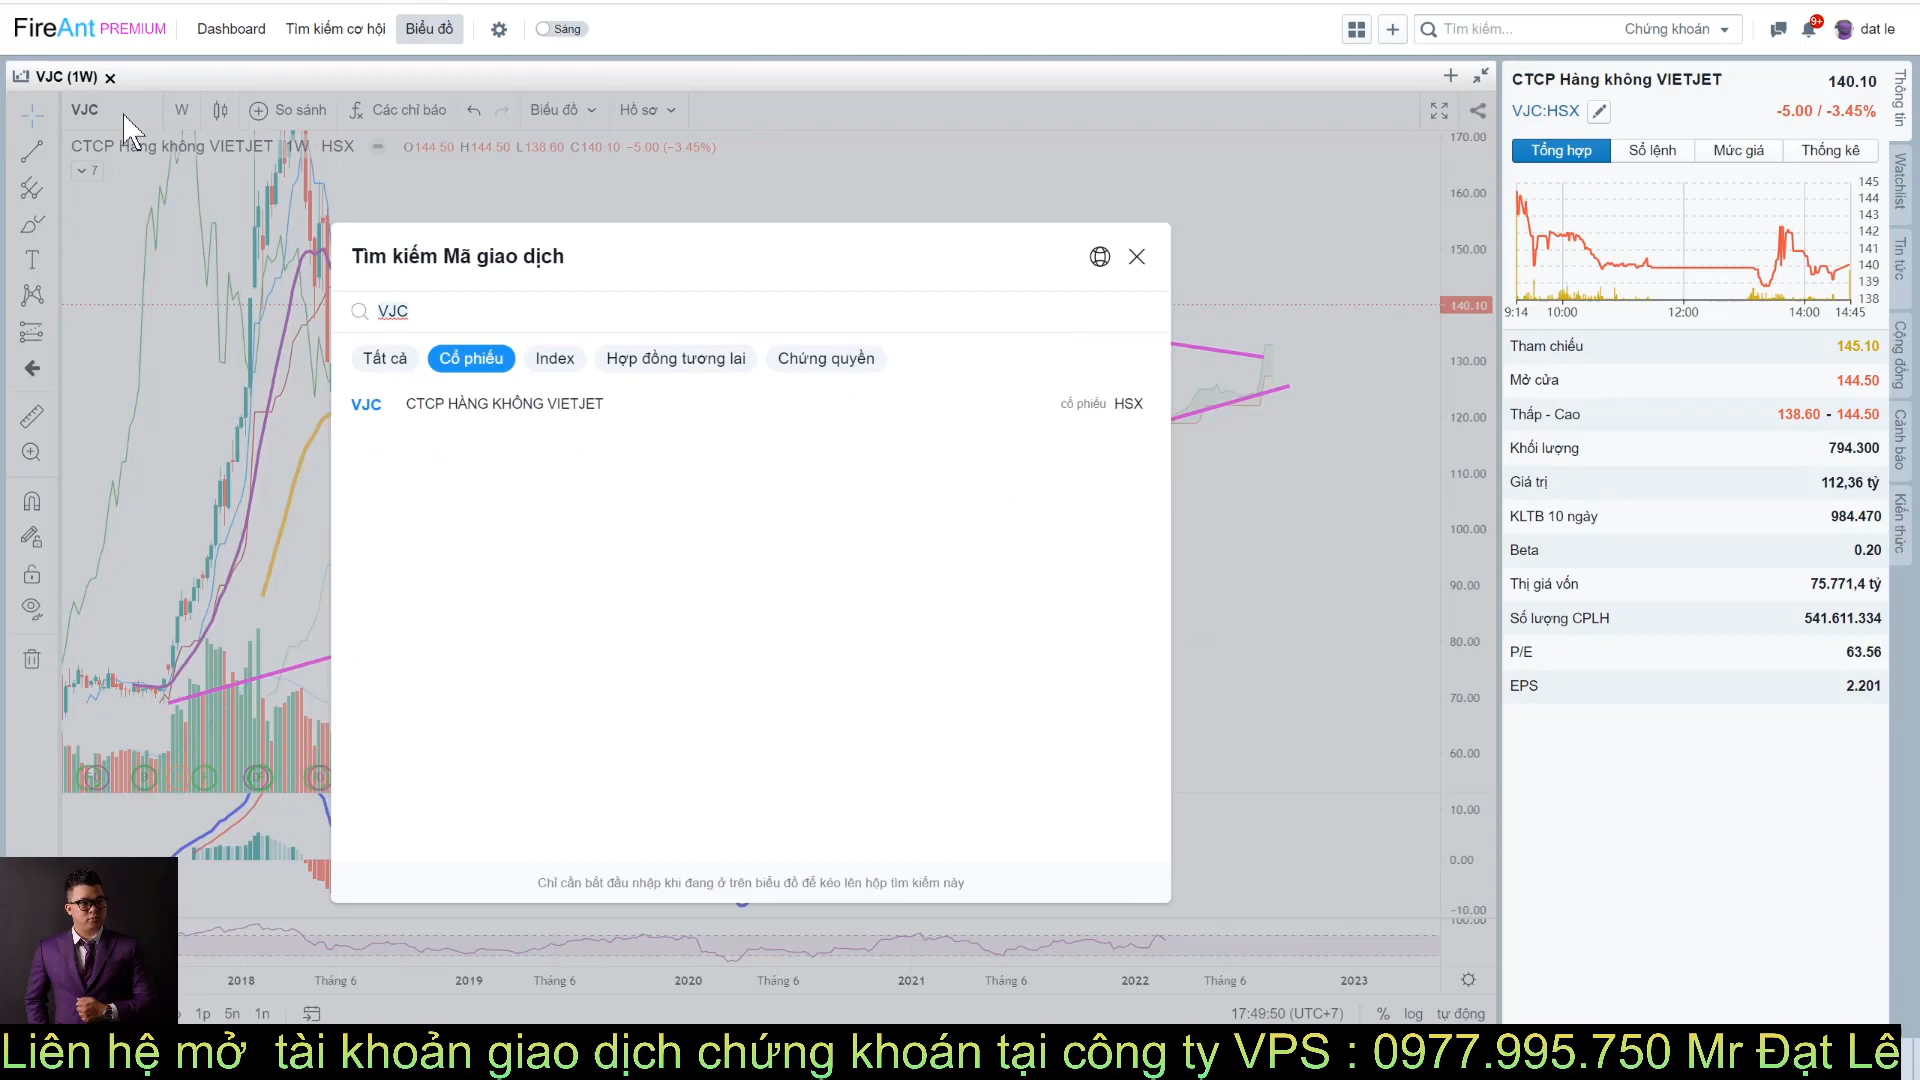 FireAnt PREMIUM Dashboard Tìm kiếm cơ hội Biểu đồ Sáng Tìm kiếm... Chứng khoán 9+ dat le
VJC (1W)
VJC W So sánh Các chỉ báo Biểu đồ Hồ sơ
CTCP Hàng không VIETJET 1W HSX O144.50 H144.50 L138.60 C140.10 −5.00 (−3.45%)
7
170.00
160.00
150.00
140.10
130.00
120.00
110.00
100.00
90.00
80.00
70.00
60.00
10.00
0.00
−10.00
100.00
Tìm kiếm Mã giao dịch
VJC
Tất cả Cổ phiếu Index Hợp đồng tương lai Chứng quyền
VJC CTCP HÀNG KHÔNG VIETJET cổ phiếu HSX
Chỉ cần bắt đầu nhập khi đang ở trên biểu đồ để kéo lên hộp tìm kiếm này
2018 Tháng 6 2019 Tháng 6 2020 Tháng 6 2021 Tháng 6 2022 Tháng 6 2023
1p 5n 1n 17:49:50 (UTC+7) % log tự động
CTCP Hàng không VIETJET 140.10
VJC:HSX -5.00 / -3.45%
Tổng hợp Sổ lệnh Mức giá Thống kê
145
144
143
142
141
140
139
138
9:14 10:00 12:00 14:00 14:45
Tham chiếu 145.10
Mở cửa 144.50
Thấp - Cao 138.60 - 144.50
Khối lượng 794.300
Giá trị 112,36 tỷ
KLTB 10 ngày 984.470
Beta 0.20
Thị giá vốn 75.771,4 tỷ
Số lượng CPLH 541.611.334
P/E 63.56
EPS 2.201
Thông tin
Watchlist
Tin tức
Cộng đồng
Cảnh báo
Kiến thức
Liên hệ mở tài khoản giao dịch chứng khoán tại công ty VPS : 0977.995.750 Mr Đạt Lê